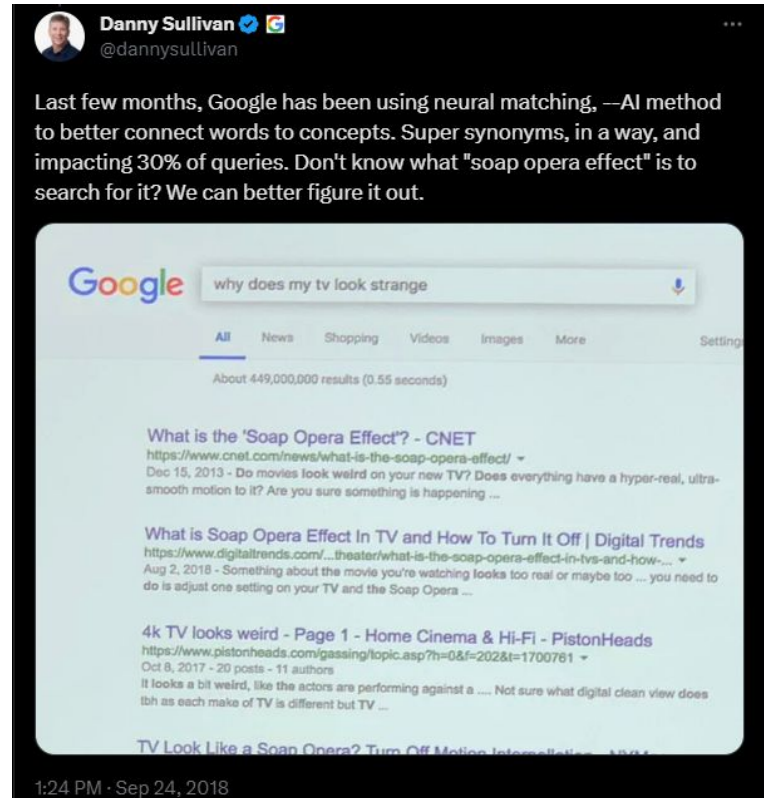 Danny Sullivan
@dannysullivan
Last few months, Google has been using neural matching, --AI method
to better connect words to concepts. Super synonyms, in a way, and
impacting 30% of queries. Don't know what "soap opera effect" is to
search for it? We can better figure it out.
Google why does my tv look strange
All News Shopping Videos Images More Setting
About 449,000,000 results (0.55 seconds)
What is the 'Soap Opera Effect'? - CNET
https://www.cnet.com/news/what-is-the-soap-opera-effect/
Dec 15, 2013 - Do movies look weird on your new TV? Does everything have a hyper-real, ultra-
smooth motion to it? Are you sure something is happening ...
What is Soap Opera Effect In TV and How To Turn It Off | Digital Trends
https://www.digitaltrends.com/...theater/what-is-the-soap-opera-effect-in-tvs-and-how-...
Aug 2, 2018 - Something about the movie you're watching looks too real or maybe too ... you need to
do is adjust one setting on your TV and the Soap Opera ...
4k TV looks weird - Page 1 - Home Cinema & Hi-Fi - PistonHeads
https://www.pistonheads.com/gassing/topic.asp?h=0&f=202&t=1700761
Oct 8, 2017 - 20 posts - 11 authors
It looks a bit weird, like the actors are performing against a .... Not sure what digital clean view does
tbh as each make of TV is different but TV ...
TV Look Like a Soap Opera? Turn Off Motion
1:24 PM · Sep 24, 2018